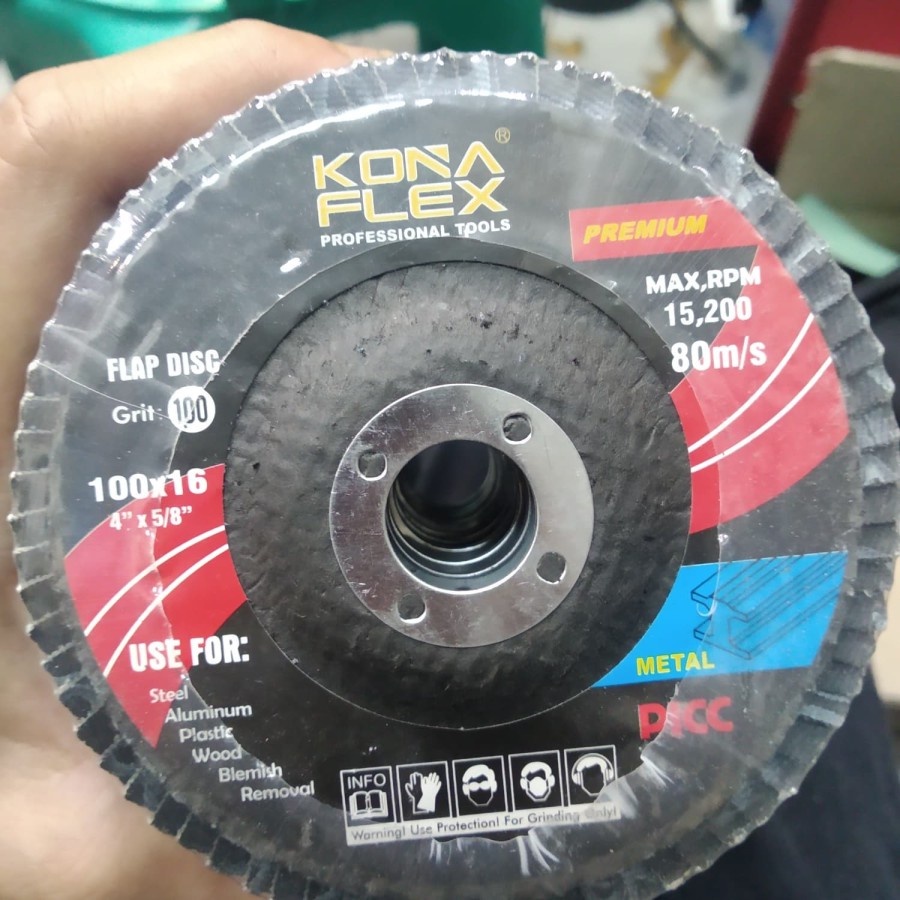 KONA
FLEX
®
PROFESSIONAL TOOLS
PREMIUM
MAX,RPM
15,200
80m/s
FLAP DISC
Grit: 100
100x16
4" x 5/8"
USE FOR:
Steel
Aluminum
Plastic
Wood
Blemish
Removal
METAL
PICC
INFO
Warning! Use Protection! For Grinding Only!